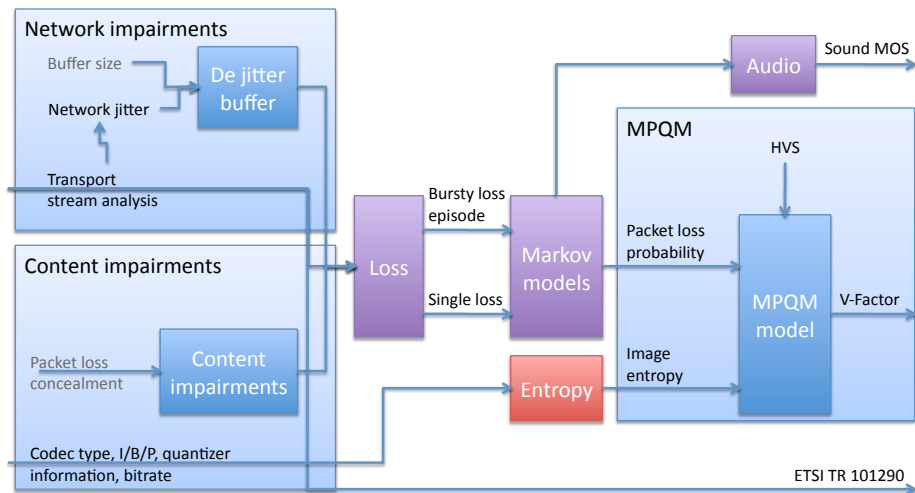 Network impairments
Buffer size
De jitter
buffer
Network jitter
Transport
stream analysis
Content impairments
Packet loss
concealment
Content
impairments
Codec type, I/B/P, quantizer
information, bitrate
Loss
Bursty loss
episode
Single loss
Markov
models
Entropy
Audio
Sound MOS
MPQM
HVS
Packet loss
probability
MPQM
model
V-Factor
Image
entropy
ETSI TR 101290